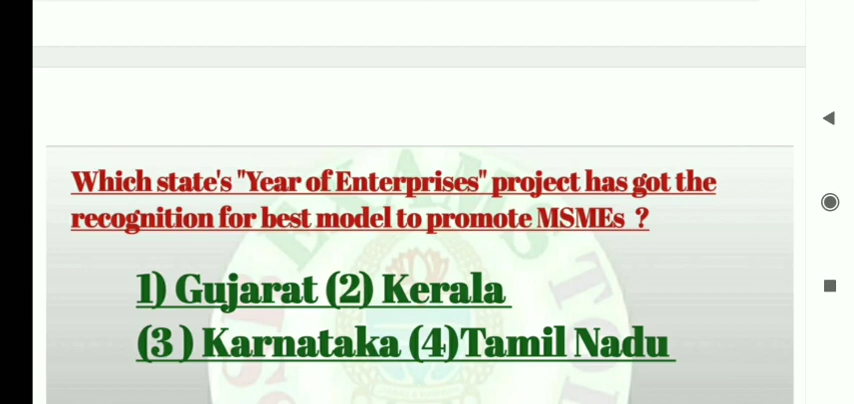 Which state's "Year of Enterprises" project has got the
recognition for best model to promote MSMEs ?
1) Gujarat (2) Kerala
(3 ) Karnataka (4)Tamil Nadu